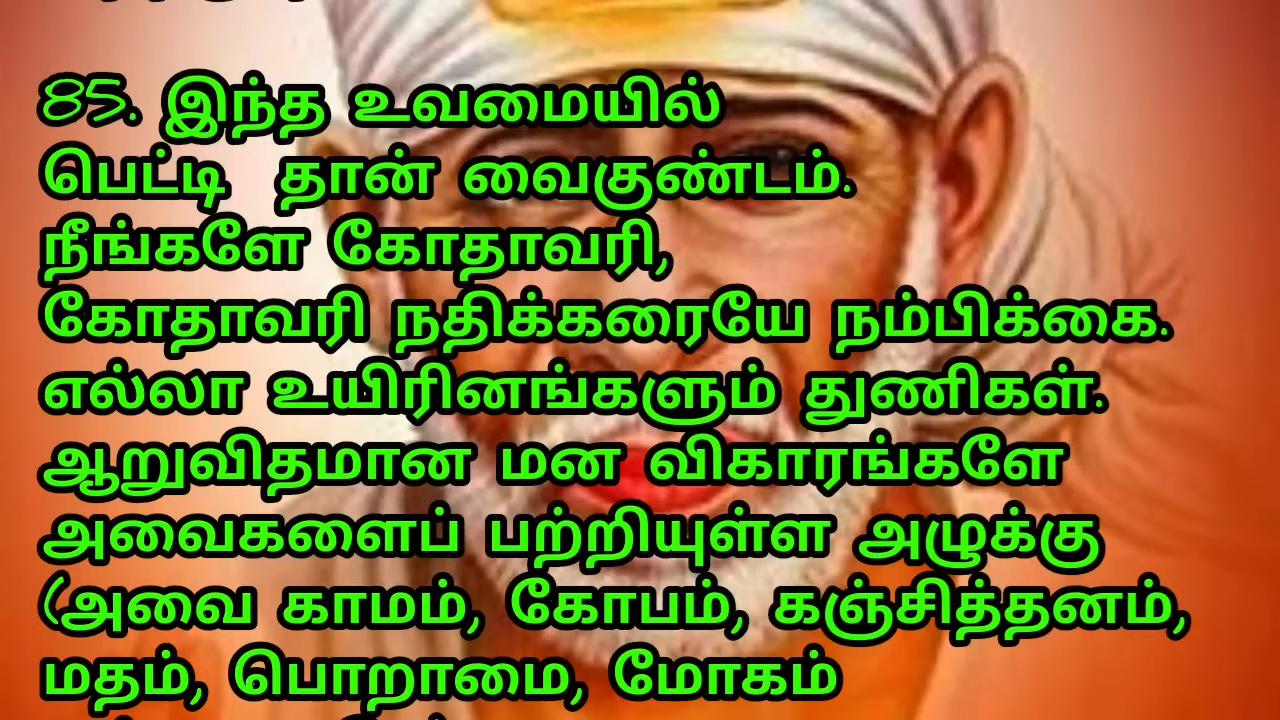 85. இந்த உவமையில்
பெட்டி தான் வைகுண்டம்.
நீங்களே கோதாவரி,
கோதாவரி நதிக்கரையே நம்பிக்கை.
எல்லா உயிரினங்களும் துணிகள்.
ஆறுவிதமான மன விகாரங்களே
அவைகளைப் பற்றியுள்ள அழுக்கு
(அவை காமம், கோபம், கஞ்சித்தனம்,
மதம், பொறாமை, மோகம்